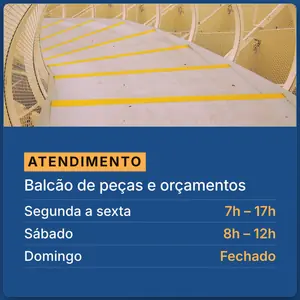 ATENDIMENTO
Balcão de peças e orçamentos
Segunda a sexta 7h – 17h
Sábado 8h – 12h
Domingo Fechado